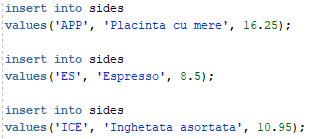 insert into sides
values('APP', 'Placinta cu mere', 16.25);
insert into sides
values('ES', 'Espresso', 8.5);
insert into sides
values('ICE', 'Inghetata asortata', 10.95);